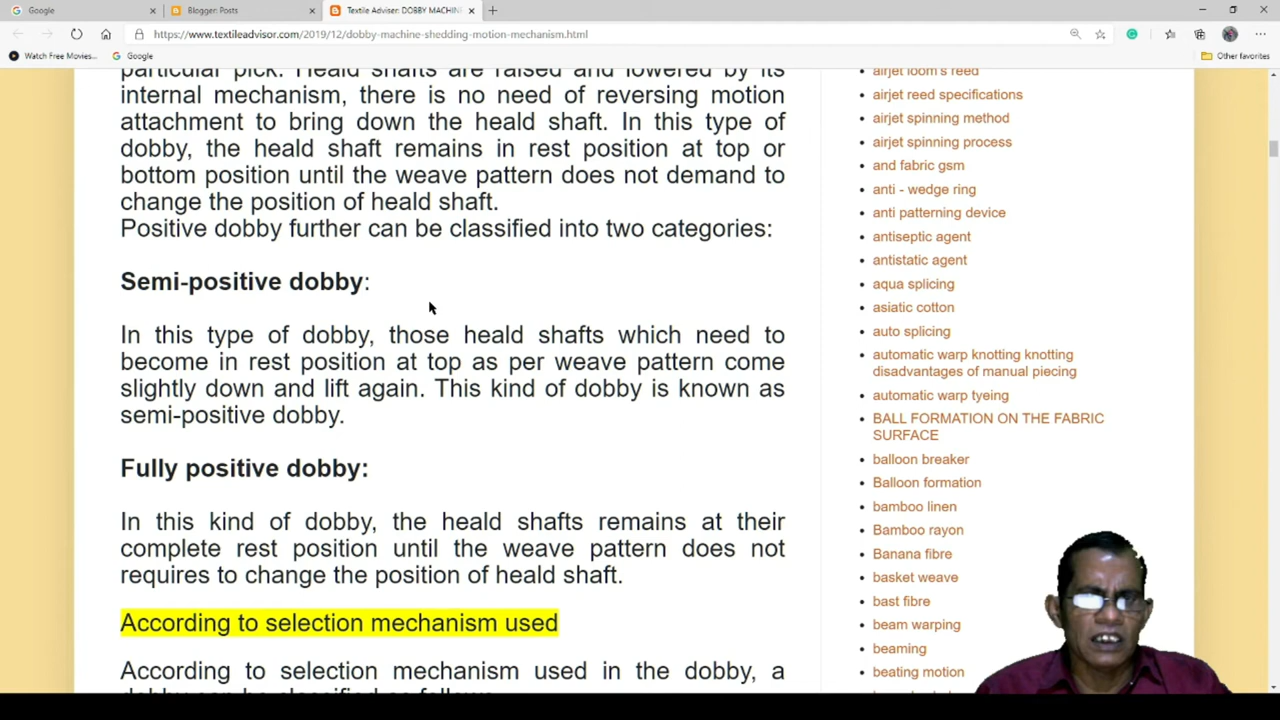 Google
Blogger: Posts
Textile Adviser: DOBBY MACHIN
https://www.textileadvisor.com/2019/12/dobby-machine-shedding-motion-mechanism.html
Watch Free Movies...
Google
Other favorites
particular pick. Heald shafts are raised and lowered by its
internal mechanism, there is no need of reversing motion
attachment to bring down the heald shaft. In this type of
dobby, the heald shaft remains in rest position at top or
bottom position until the weave pattern does not demand to
change the position of heald shaft.
Positive dobby further can be classified into two categories:
Semi-positive dobby:
In this type of dobby, those heald shafts which need to
become in rest position at top as per weave pattern come
slightly down and lift again. This kind of dobby is known as
semi-positive dobby.
Fully positive dobby:
In this kind of dobby, the heald shafts remains at their
complete rest position until the weave pattern does not
requires to change the position of heald shaft.
According to selection mechanism used
According to selection mechanism used in the dobby, a
dobby can be classified as follows
airjet loom's reed
airjet reed specifications
airjet spinning method
airjet spinning process
and fabric gsm
anti - wedge ring
anti patterning device
antiseptic agent
antistatic agent
aqua splicing
asiatic cotton
auto splicing
automatic warp knotting knotting
disadvantages of manual piecing
automatic warp tyeing
BALL FORMATION ON THE FABRIC
SURFACE
balloon breaker
Balloon formation
bamboo linen
Bamboo rayon
Banana fibre
basket weave
bast fibre
beam warping
beaming
beating motion